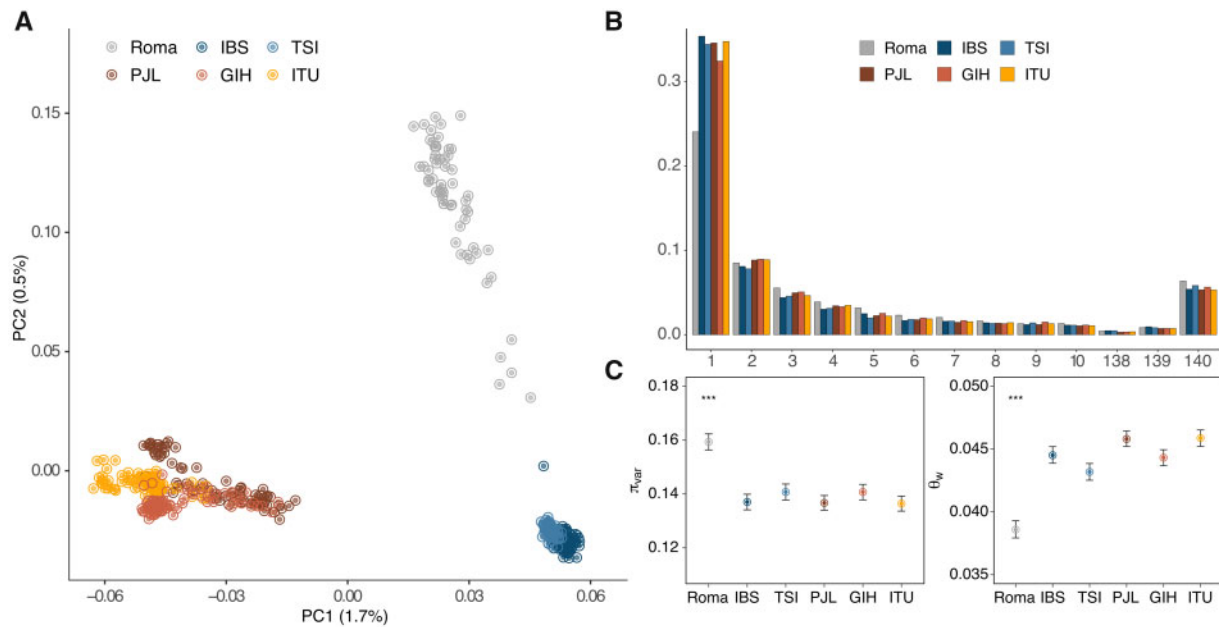 A
Roma IBS TSI
PJL GIH ITU
0.15
0.10
0.05
0.00
PC2 (0.5%)
−0.06 −0.03 0.00 0.03 0.06
PC1 (1.7%)
B
Roma IBS TSI
PJL GIH ITU
0.3
0.2
0.1
0.0
1 2 3 4 5 6 7 8 9 10 138 139 140
C
0.18
0.16
0.14
0.12
πvar
***
Roma IBS TSI PJL GIH ITU
0.050
0.045
0.040
0.035
θw
***
Roma IBS TSI PJL GIH ITU